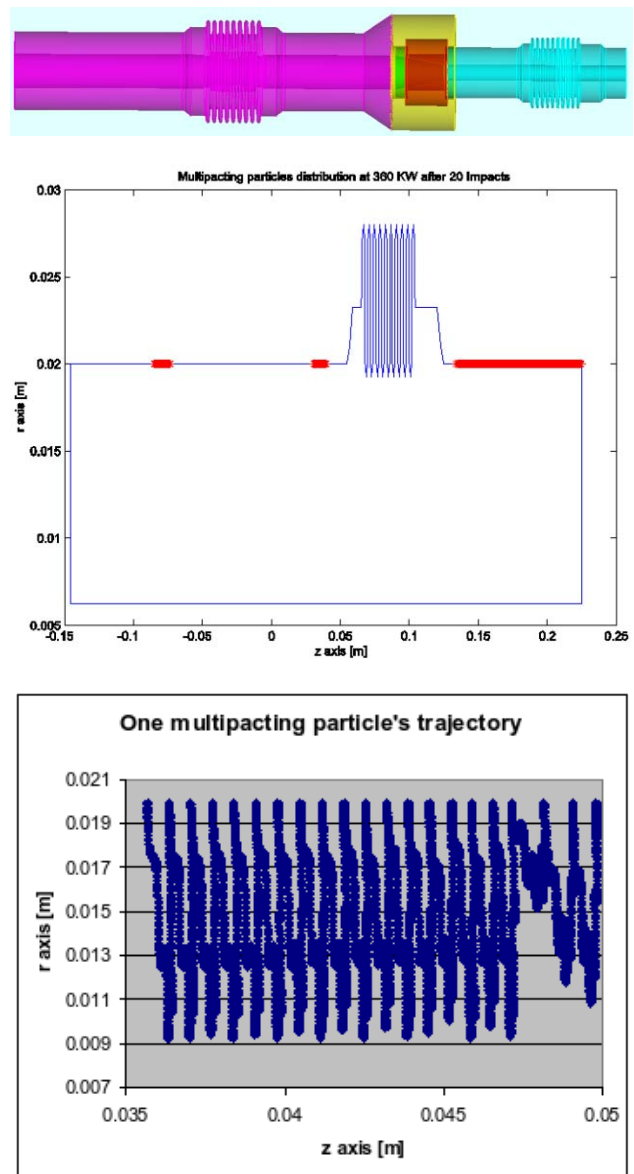 Multipacting particles distribution at 360 KW after 20 Impacts
0.03
0.025
0.02
0.015
0.01
0.005
r axis [m]
-0.15 -0.1 -0.05 0 0.05 0.1 0.15 0.2 0.25
z axis [m]
One multipacting particle's trajectory
0.021
0.019
0.017
0.015
0.013
0.011
0.009
0.007
r axis [m]
0.035 0.04 0.045 0.05
z axis [m]